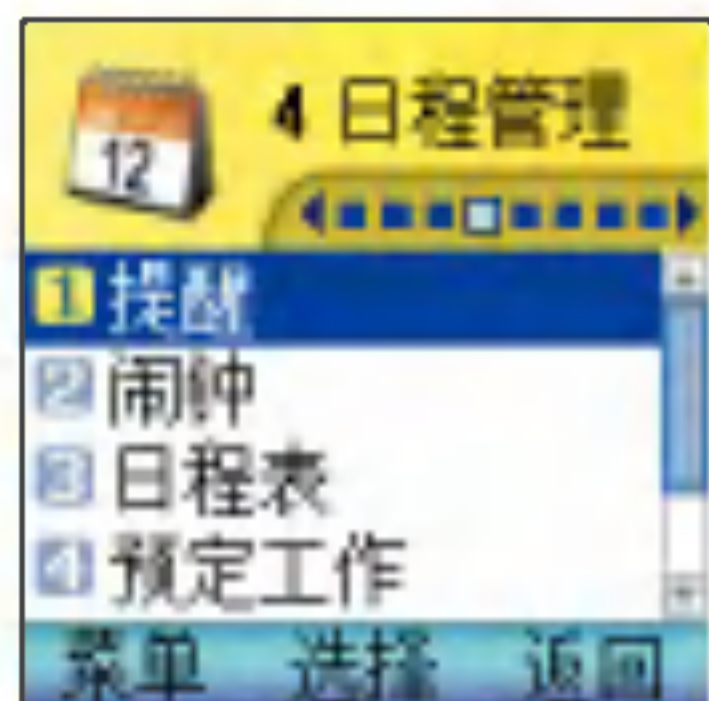 12
4 日程管理
1 提醒
2 闹钟
3 日程表
4 预定工作
菜单 选择 返回